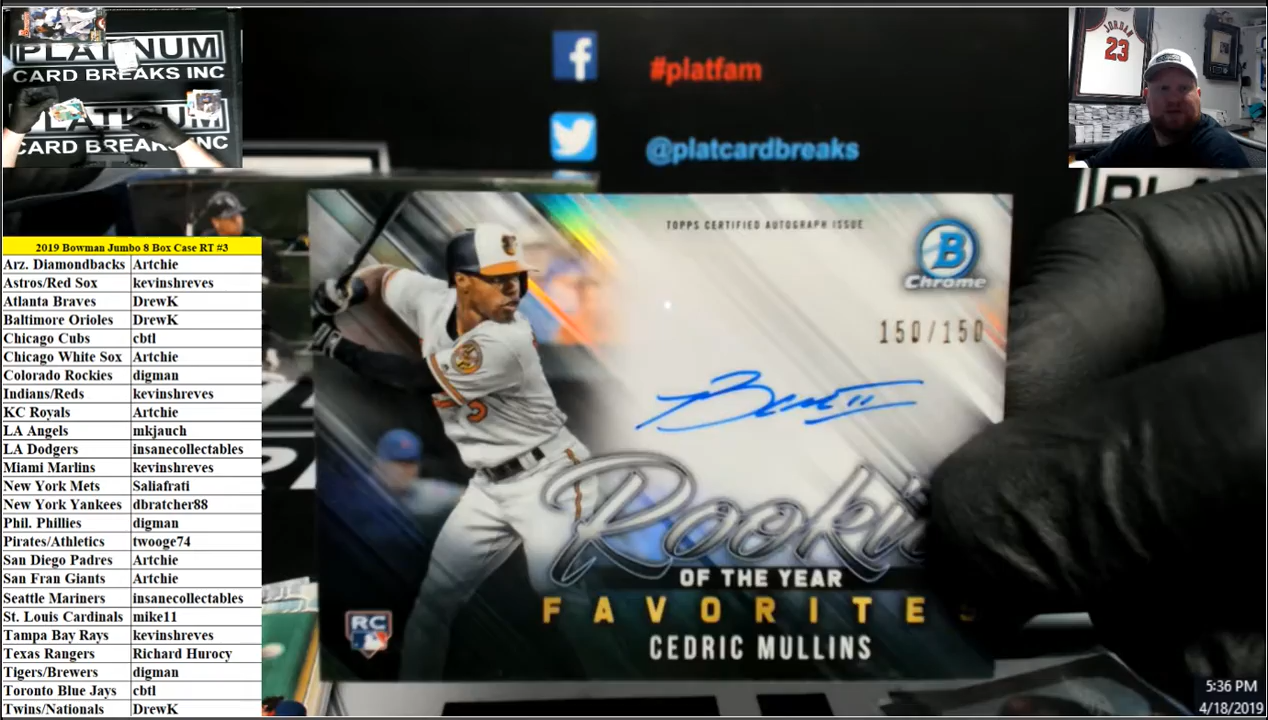 PLATINUM
CARD BREAKS INC
PLATINUM
CARD BREAKS INC
#platfam
@platcardbreaks
JORDAN
23
2019 Bowman Jumbo 8 Box Case RT #3
Arz. Diamondbacks Artchie
Astros/Red Sox kevinshreves
Atlanta Braves DrewK
Baltimore Orioles DrewK
Chicago Cubs cbtl
Chicago White Sox Artchie
Colorado Rockies digman
Indians/Reds kevinshreves
KC Royals Artchie
LA Angels mkjauch
LA Dodgers insanecollectables
Miami Marlins kevinshreves
New York Mets Saliafrati
New York Yankees dbratcher88
Phil. Phillies digman
Pirates/Athletics twooge74
San Diego Padres Artchie
San Fran Giants Artchie
Seattle Mariners insanecollectables
St. Louis Cardinals mike11
Tampa Bay Rays kevinshreves
Texas Rangers Richard Hurocy
Tigers/Brewers digman
Toronto Blue Jays cbtl
Twins/Nationals DrewK
TOPPS CERTIFIED AUTOGRAPH ISSUE
B
Chrome
150/150
Rooki
OF THE YEAR
FAVORITES
CEDRIC MULLINS
RC
5:36 PM
4/18/2019